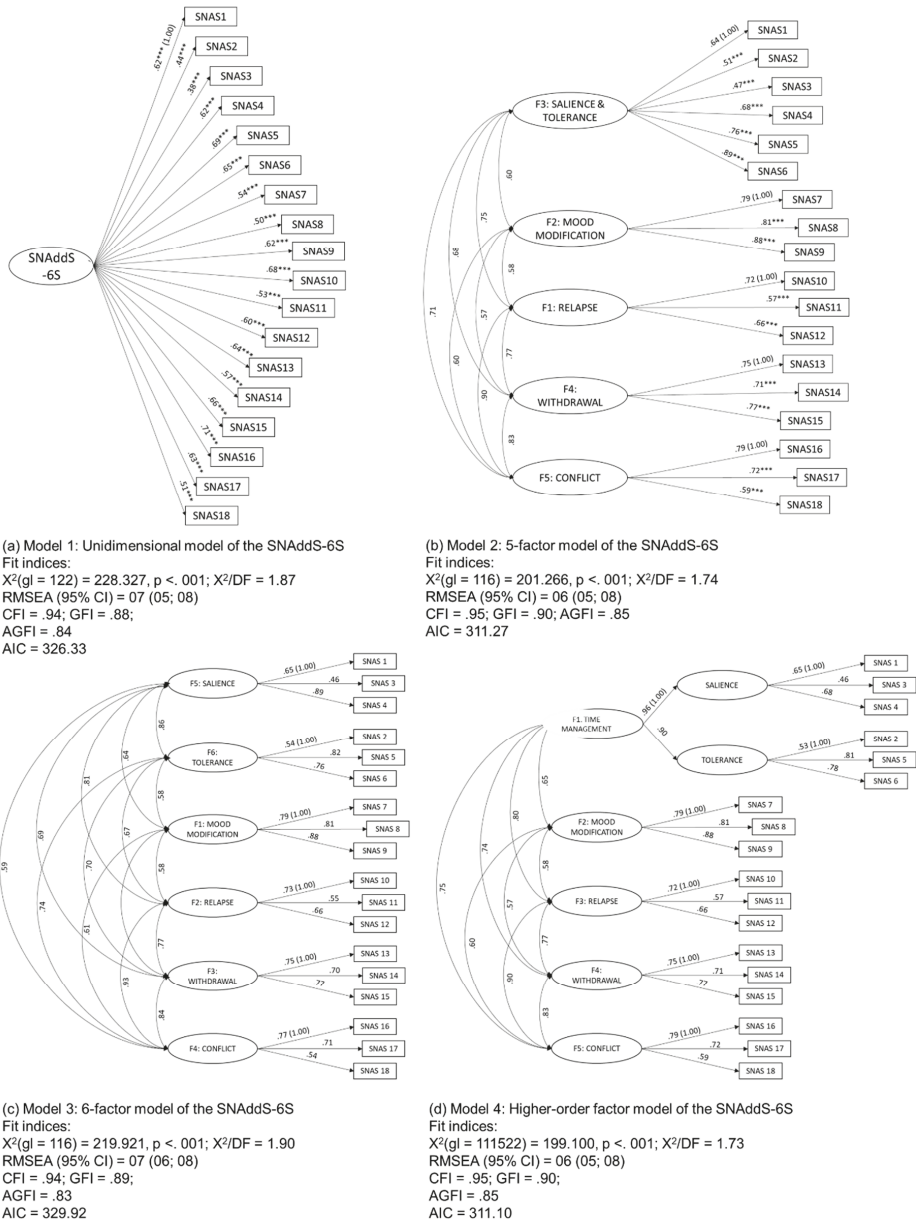 SNAddS
-6S
.62*** (1.00)
SNAS1
.44***
SNAS2
.38***
SNAS3
.62***
SNAS4
.69***
SNAS5
.65***
SNAS6
.54***
SNAS7
.50***
SNAS8
.62***
SNAS9
.68***
SNAS10
.53***
SNAS11
.60***
SNAS12
.64***
SNAS13
.57***
SNAS14
.66***
SNAS15
.71***
SNAS16
.63***
SNAS17
.51***
SNAS18
(a) Model 1: Unidimensional model of the SNAddS-6S
Fit indices:
X²(gl = 122) = 228.327, p <. 001; X²/DF = 1.87
RMSEA (95% CI) = 07 (05; 08)
CFI = .94; GFI = .88;
AGFI = .84
AIC = 326.33
F3: SALIENCE &
TOLERANCE
.64 (1.00)
SNAS1
.51***
SNAS2
.47***
SNAS3
.68***
SNAS4
.76***
SNAS5
.89***
SNAS6
F2: MOOD
MODIFICATION
.79 (1.00)
SNAS7
.81***
SNAS8
.88***
SNAS9
F1: RELAPSE
.72 (1.00)
SNAS10
.57***
SNAS11
.66***
SNAS12
F4:
WITHDRAWAL
.75 (1.00)
SNAS13
.71***
SNAS14
.77***
SNAS15
F5: CONFLICT
.79 (1.00)
SNAS16
.72***
SNAS17
.59***
SNAS18
.60
.75
.68
.71
.58
.57
.60
.77
.90
.83
(b) Model 2: 5-factor model of the SNAddS-6S
Fit indices:
X²(gl = 116) = 201.266, p <. 001; X²/DF = 1.74
RMSEA (95% CI) = 06 (05; 08)
CFI = .95; GFI = .90; AGFI = .85
AIC = 311.27
F5: SALIENCE
.65 (1.00)
SNAS 1
.46
SNAS 3
.89
SNAS 4
F6:
TOLERANCE
.54 (1.00)
SNAS 2
.82
SNAS 5
.76
SNAS 6
F1: MOOD
MODIFICATION
.79 (1.00)
SNAS 7
.81
SNAS 8
.88
SNAS 9
F2: RELAPSE
.73 (1.00)
SNAS 10
.55
SNAS 11
.66
SNAS 12
F3:
WITHDRAWAL
.75 (1.00)
SNAS 13
.70
SNAS 14
.77
SNAS 15
F4: CONFLICT
.77 (1.00)
SNAS 16
.71
SNAS 17
.54
SNAS 18
.86
.64
.81
.69
.59
.58
.67
.70
.74
.58
.61
.77
.93
.84
(c) Model 3: 6-factor model of the SNAddS-6S
Fit indices:
X²(gl = 116) = 219.921, p <. 001; X²/DF = 1.90
RMSEA (95% CI) = 07 (06; 08)
CFI = .94; GFI = .89;
AGFI = .83
AIC = 329.92
F1. TIME
MANAGEMENT
.96 (1.00)
.90
SALIENCE
.65 (1.00)
SNAS 1
.46
SNAS 3
.68
SNAS 4
TOLERANCE
.53 (1.00)
SNAS 2
.81
SNAS 5
.78
SNAS 6
F2: MOOD
MODIFICATION
.79 (1.00)
SNAS 7
.81
SNAS 8
.88
SNAS 9
F3: RELAPSE
.72 (1.00)
SNAS 10
.57
SNAS 11
.66
SNAS 12
F4:
WITHDRAWAL
.75 (1.00)
SNAS 13
.71
SNAS 14
.77
SNAS 15
F5: CONFLICT
.79 (1.00)
SNAS 16
.72
SNAS 17
.59
SNAS 18
.65
.80
.74
.75
.58
.57
.60
.77
.90
.83
(d) Model 4: Higher-order factor model of the SNAddS-6S
Fit indices:
X²(gl = 111522) = 199.100, p <. 001; X²/DF = 1.73
RMSEA (95% CI) = 06 (05; 08)
CFI = .95; GFI = .90;
AGFI = .85
AIC = 311.10